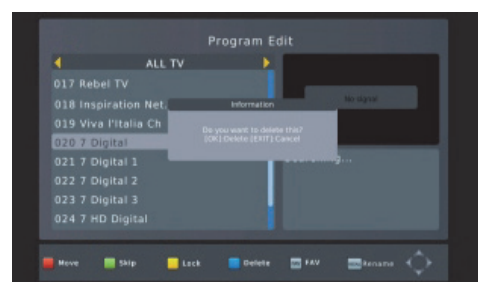 Program Edit
ALL TV
017 Rebel TV
018 Inspiration Net.
019 Viva l'Italia Ch
020 7 Digital
021 7 Digital 1
022 7 Digital 2
023 7 Digital 3
024 7 HD Digital
No signal
Information
Do you want to delete this?
[OK]:Delete [EXIT]:Cancel
Move
Skip
Lock
Delete
FAV
Rename